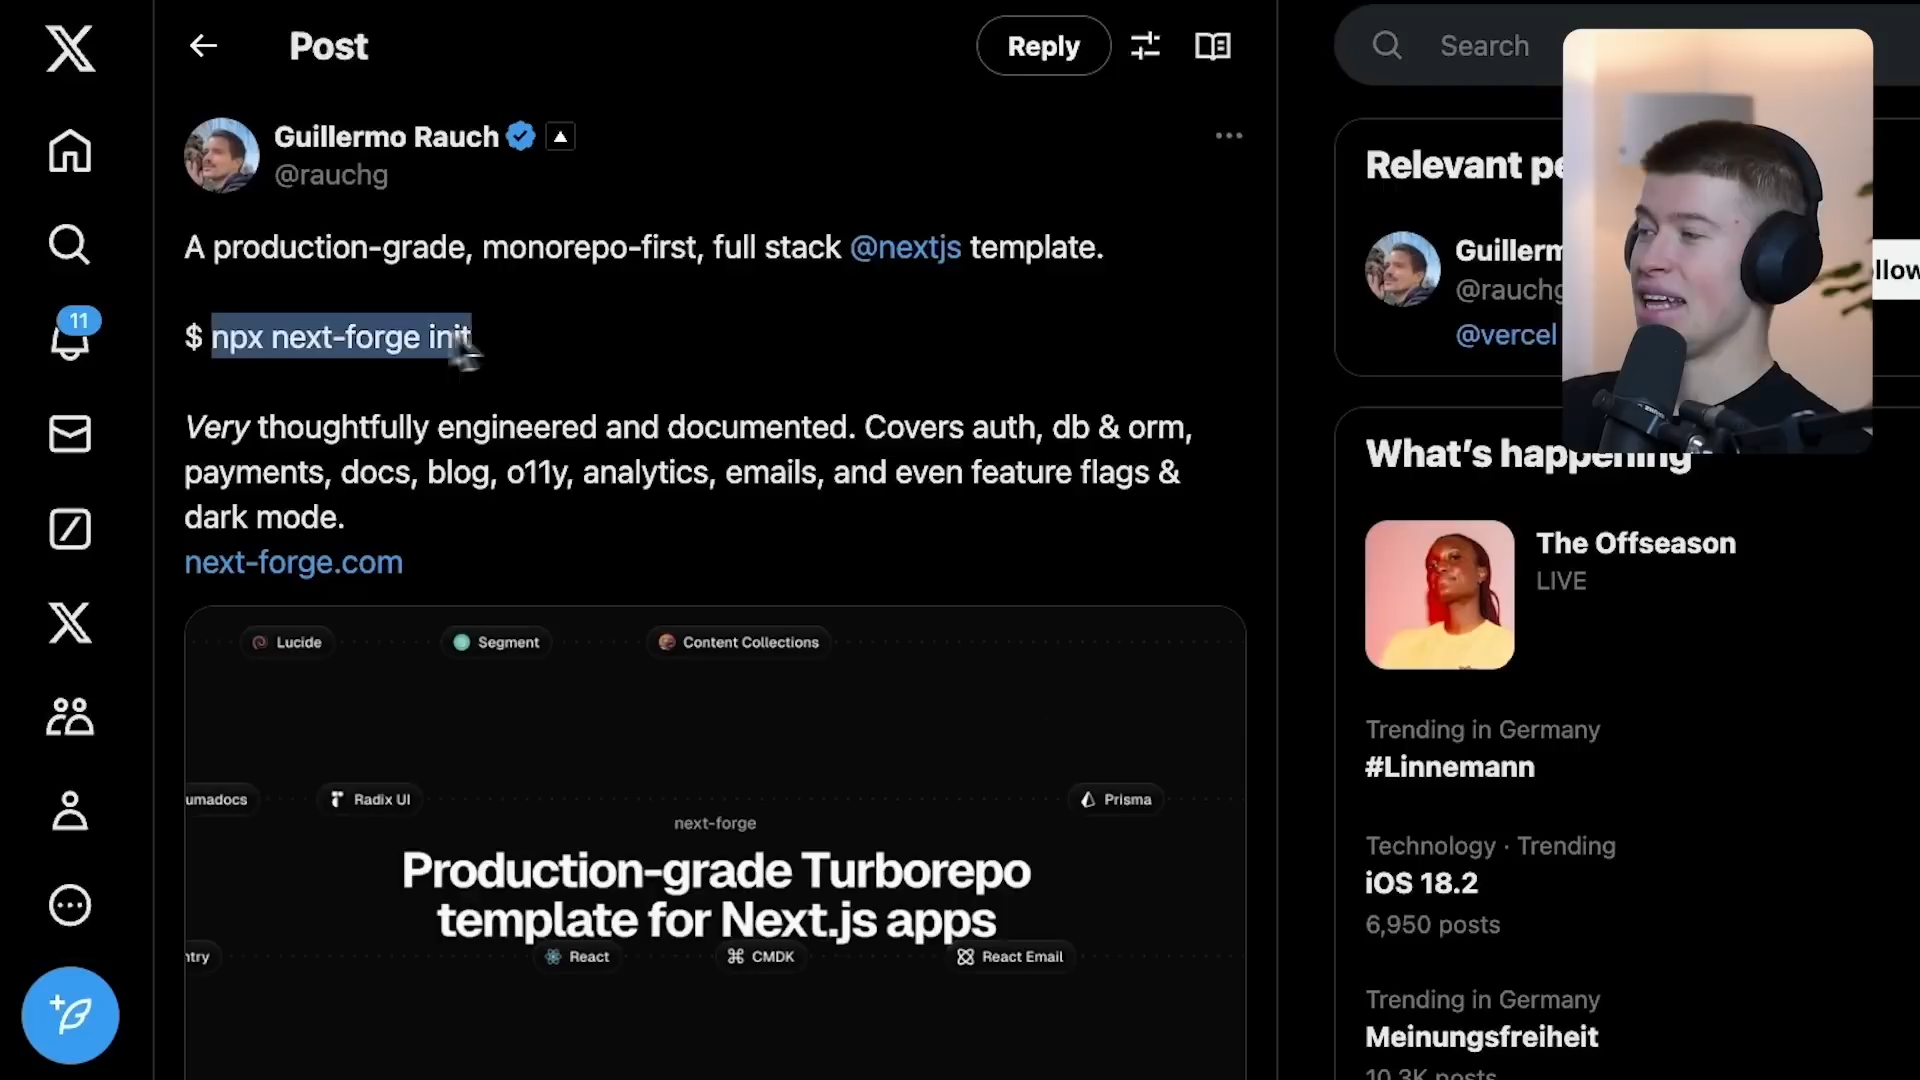 Post
Reply
Search
Guillermo Rauch
@rauchg
A production-grade, monorepo-first, full stack @nextjs template.
$ npx next-forge init
Very thoughtfully engineered and documented. Covers auth, db & orm,
payments, docs, blog, o11y, analytics, emails, and even feature flags &
dark mode.
next-forge.com
Lucide
Segment
Content Collections
umadocs
Radix UI
Prisma
next-forge
Production-grade Turborepo
template for Next.js apps
ntry
React
CMDK
React Email
11
Relevant pe
Guillerm
@rauchg
@vercel
llow
What's happening
The Offseason
LIVE
Trending in Germany
#Linnemann
Technology · Trending
iOS 18.2
6,950 posts
Trending in Germany
Meinungsfreiheit
10.3K posts